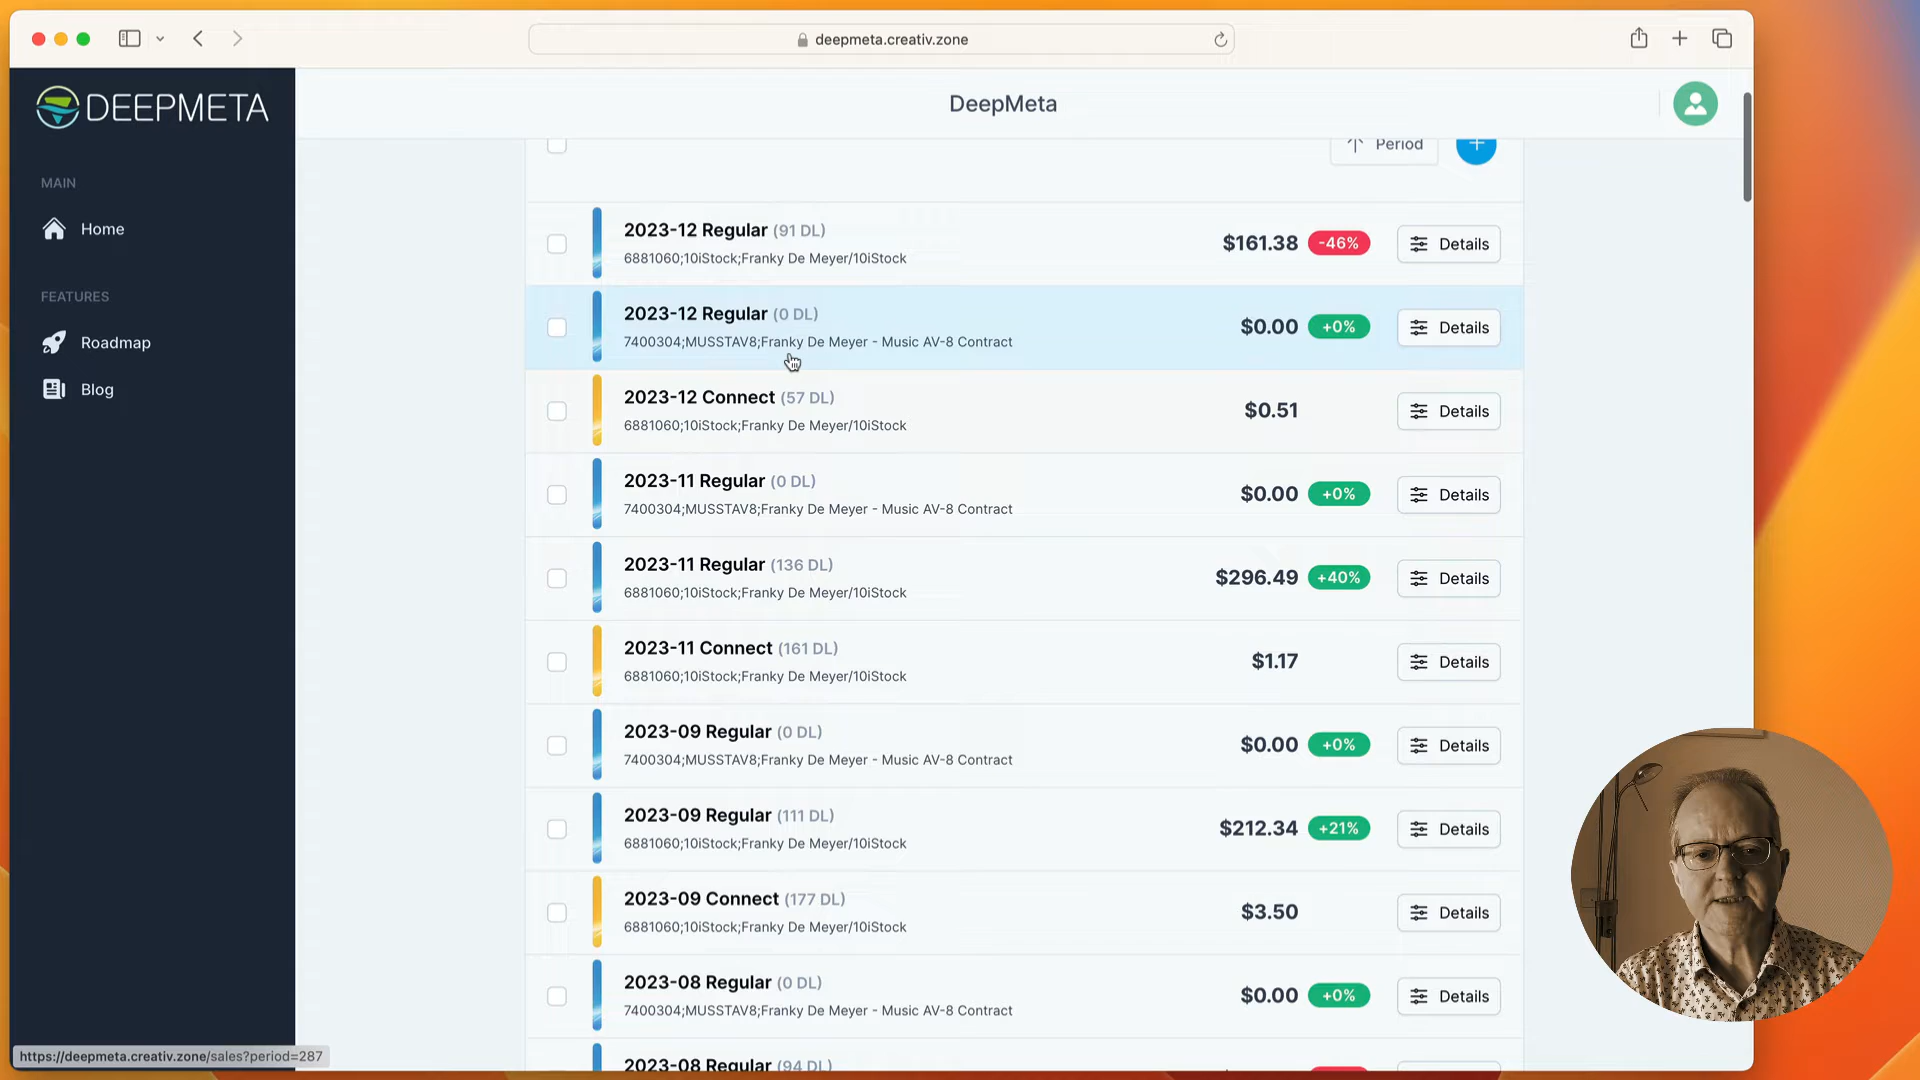 deepmeta.creativ.zone
DEEPMETA
DeepMeta
MAIN
Home
FEATURES
Roadmap
Blog
Period
2023-12 Regular (91 DL)
6881060;10iStock;Franky De Meyer/10iStock
$161.38 -46% Details
2023-12 Regular (0 DL)
7400304;MUSSTAV8;Franky De Meyer - Music AV-8 Contract
$0.00 +0% Details
2023-12 Connect (57 DL)
6881060;10iStock;Franky De Meyer/10iStock
$0.51 Details
2023-11 Regular (0 DL)
7400304;MUSSTAV8;Franky De Meyer - Music AV-8 Contract
$0.00 +0% Details
2023-11 Regular (136 DL)
6881060;10iStock;Franky De Meyer/10iStock
$296.49 +40% Details
2023-11 Connect (161 DL)
6881060;10iStock;Franky De Meyer/10iStock
$1.17 Details
2023-09 Regular (0 DL)
7400304;MUSSTAV8;Franky De Meyer - Music AV-8 Contract
$0.00 +0% Details
2023-09 Regular (111 DL)
6881060;10iStock;Franky De Meyer/10iStock
$212.34 +21% Details
2023-09 Connect (177 DL)
6881060;10iStock;Franky De Meyer/10iStock
$3.50 Details
2023-08 Regular (0 DL)
7400304;MUSSTAV8;Franky De Meyer - Music AV-8 Contract
$0.00 +0% Details
2023-08 Regular (94 DL)
https://deepmeta.creativ.zone/sales?period=287